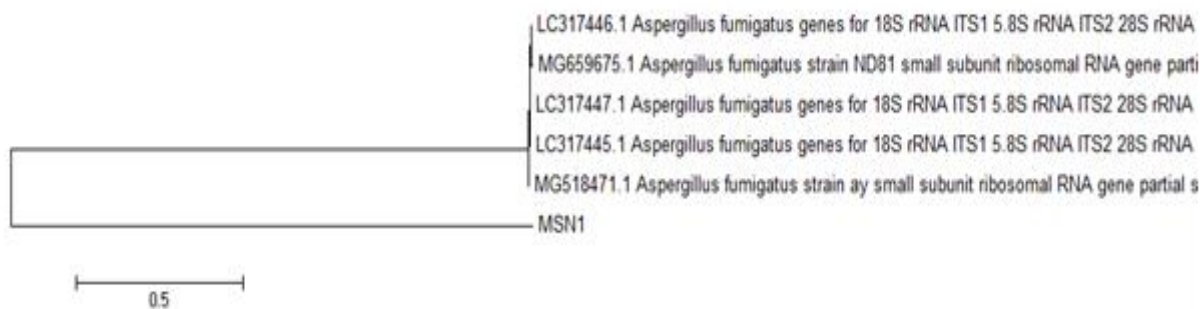 LC317446.1 Aspergillus fumigatus genes for 18S rRNA ITS1 5.8S rRNA ITS2 28S rRNA
MG659675.1 Aspergillus fumigatus strain ND81 small subunit ribosomal RNA gene parti
LC317447.1 Aspergillus fumigatus genes for 18S rRNA ITS1 5.8S rRNA ITS2 28S rRNA
LC317445.1 Aspergillus fumigatus genes for 18S rRNA ITS1 5.8S rRNA ITS2 28S rRNA
MG518471.1 Aspergillus fumigatus strain ay small subunit ribosomal RNA gene partial s
MSN1
0.5